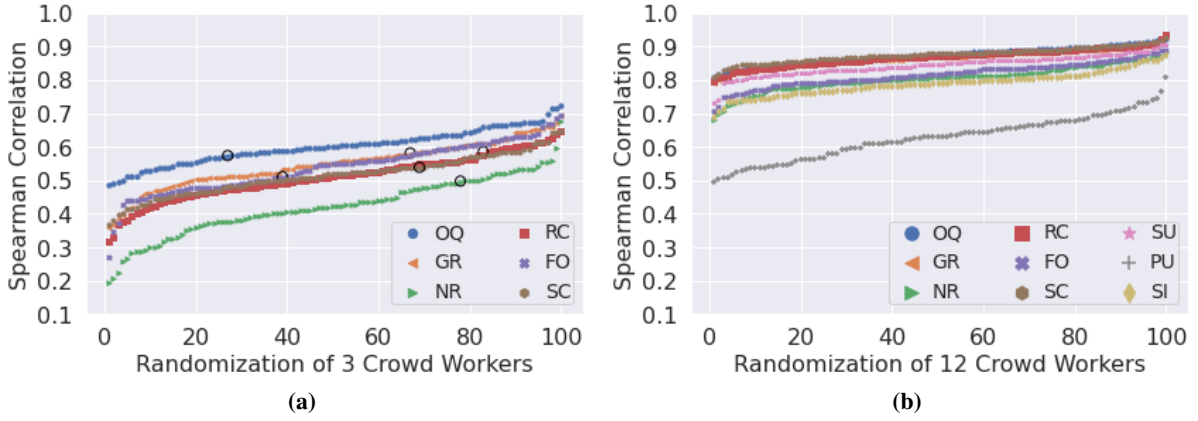 Spearman Correlation
1.0
0.9
0.8
0.7
0.6
0.5
0.4
0.3
0.2
0.1
OQ RC
GR FO
NR SC
0 20 40 60 80 100
Randomization of 3 Crowd Workers
(a)
Spearman Correlation
1.0
0.9
0.8
0.7
0.6
0.5
0.4
0.3
0.2
0.1
OQ RC SU
GR FO PU
NR SC SI
0 20 40 60 80 100
Randomization of 12 Crowd Workers
(b)